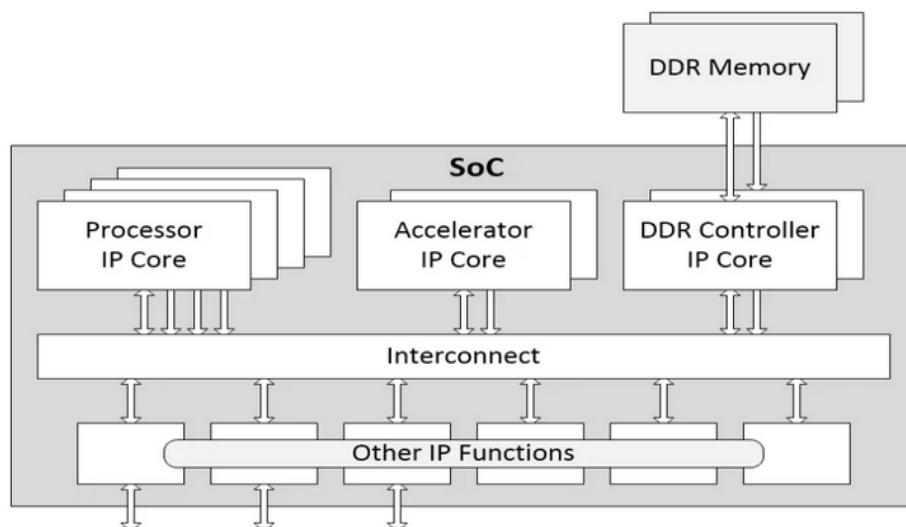 DDR Memory
SoC
Processor
IP Core
Accelerator
IP Core
DDR Controller
IP Core
Interconnect
Other IP Functions